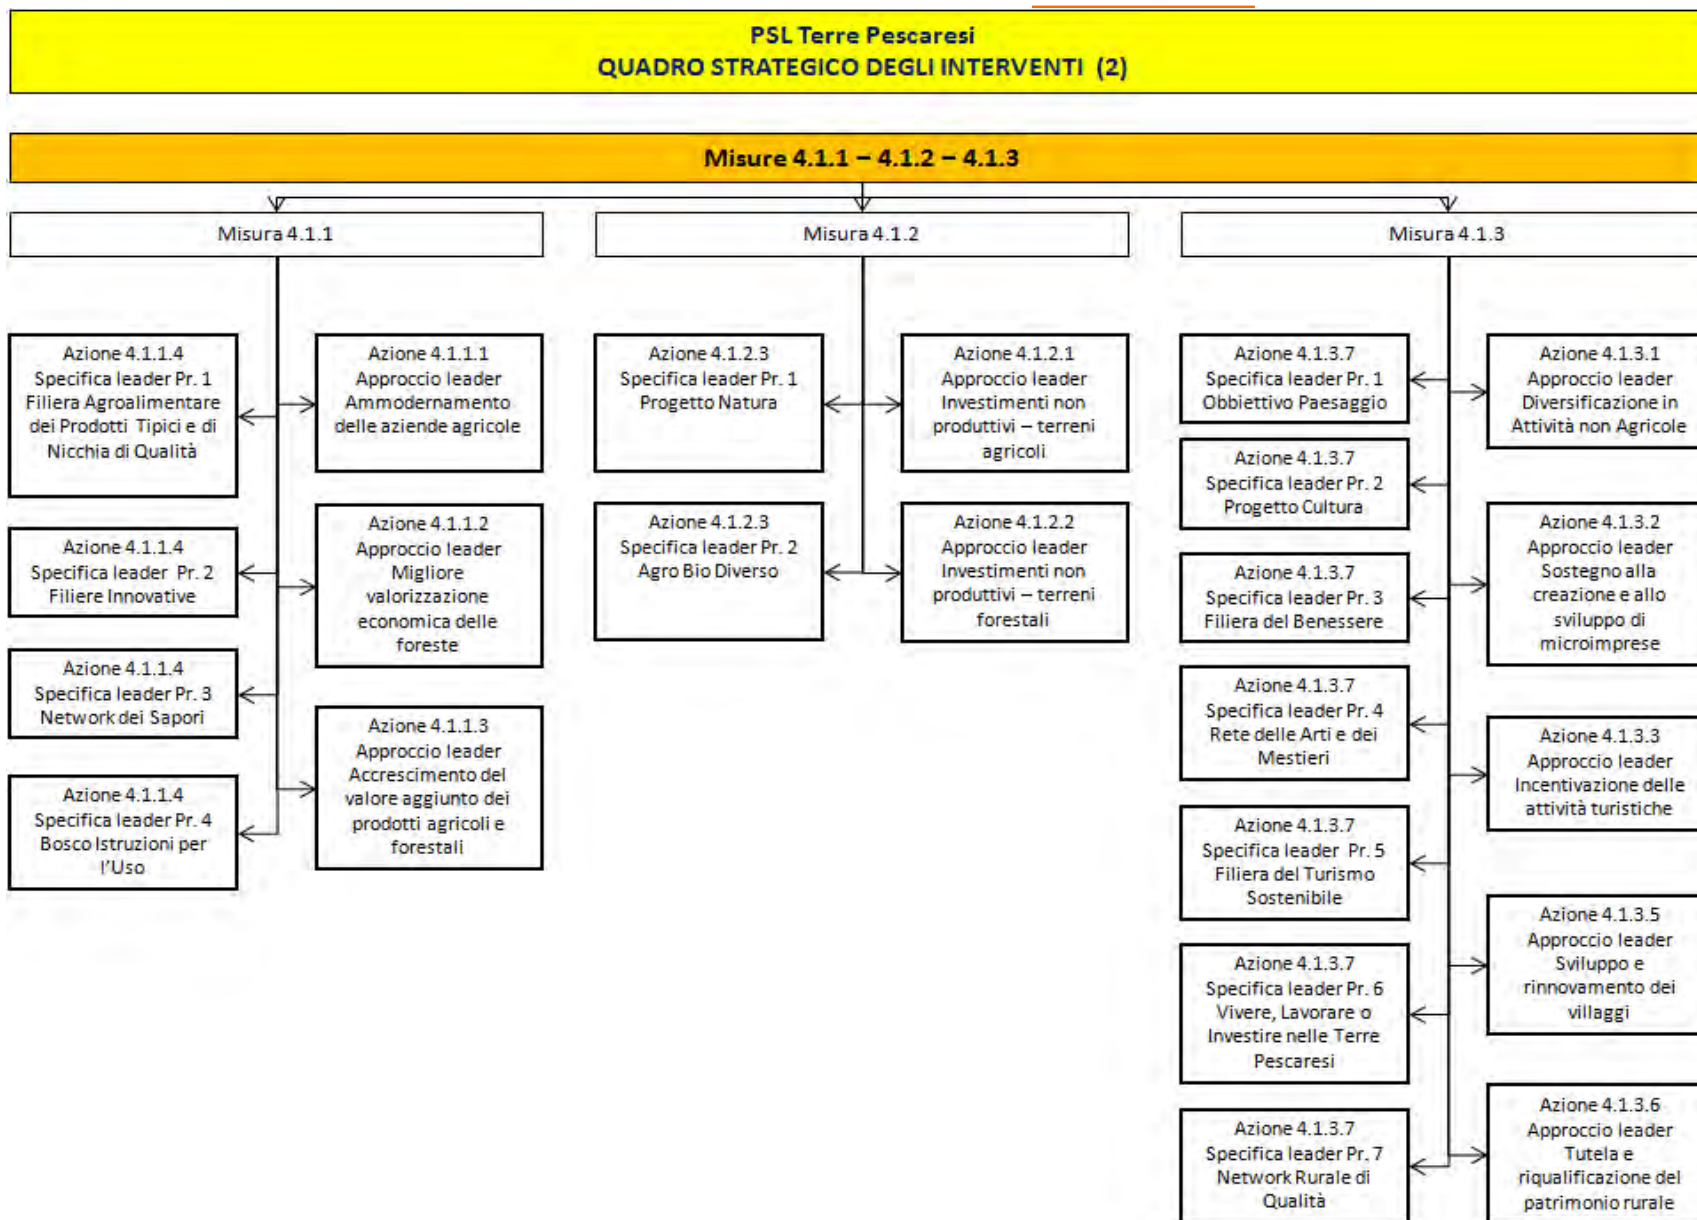 PSL Terre Pescaresi
QUADRO STRATEGICO DEGLI INTERVENTI (2)
Misure 4.1.1 – 4.1.2 – 4.1.3
Misura 4.1.1
Misura 4.1.2
Misura 4.1.3
Azione 4.1.1.4
Specifica leader Pr. 1
Filiera Agroalimentare
dei Prodotti Tipici e di
Nicchia di Qualità
Azione 4.1.1.4
Specifica leader Pr. 2
Filiere Innovative
Azione 4.1.1.4
Specifica leader Pr. 3
Network dei Sapori
Azione 4.1.1.4
Specifica leader Pr. 4
Bosco Istruzioni per
l’Uso
Azione 4.1.1.1
Approccio leader
Ammodernamento
delle aziende agricole
Azione 4.1.1.2
Approccio leader
Migliore
valorizzazione
economica delle
foreste
Azione 4.1.1.3
Approccio leader
Accrescimento del
valore aggiunto dei
prodotti agricoli e
forestali
Azione 4.1.2.3
Specifica leader Pr. 1
Progetto Natura
Azione 4.1.2.3
Specifica leader Pr. 2
Agro Bio Diverso
Azione 4.1.2.1
Approccio leader
Investimenti non
produttivi – terreni
agricoli
Azione 4.1.2.2
Approccio leader
Investimenti non
produttivi – terreni
forestali
Azione 4.1.3.7
Specifica leader Pr. 1
Obbiettivo Paesaggio
Azione 4.1.3.7
Specifica leader Pr. 2
Progetto Cultura
Azione 4.1.3.7
Specifica leader Pr. 3
Filiera del Benessere
Azione 4.1.3.7
Specifica leader Pr. 4
Rete delle Arti e dei
Mestieri
Azione 4.1.3.7
Specifica leader Pr. 5
Filiera del Turismo
Sostenibile
Azione 4.1.3.7
Specifica leader Pr. 6
Vivere, Lavorare o
Investire nelle Terre
Pescaresi
Azione 4.1.3.7
Specifica leader Pr. 7
Network Rurale di
Qualità
Azione 4.1.3.1
Approccio leader
Diversificazione in
Attività non Agricole
Azione 4.1.3.2
Approccio leader
Sostegno alla
creazione e allo
sviluppo di
microimprese
Azione 4.1.3.3
Approccio leader
Incentivazione delle
attività turistiche
Azione 4.1.3.5
Approccio leader
Sviluppo e
rinnovamento dei
villaggi
Azione 4.1.3.6
Approccio leader
Tutela e
riqualificazione del
patrimonio rurale